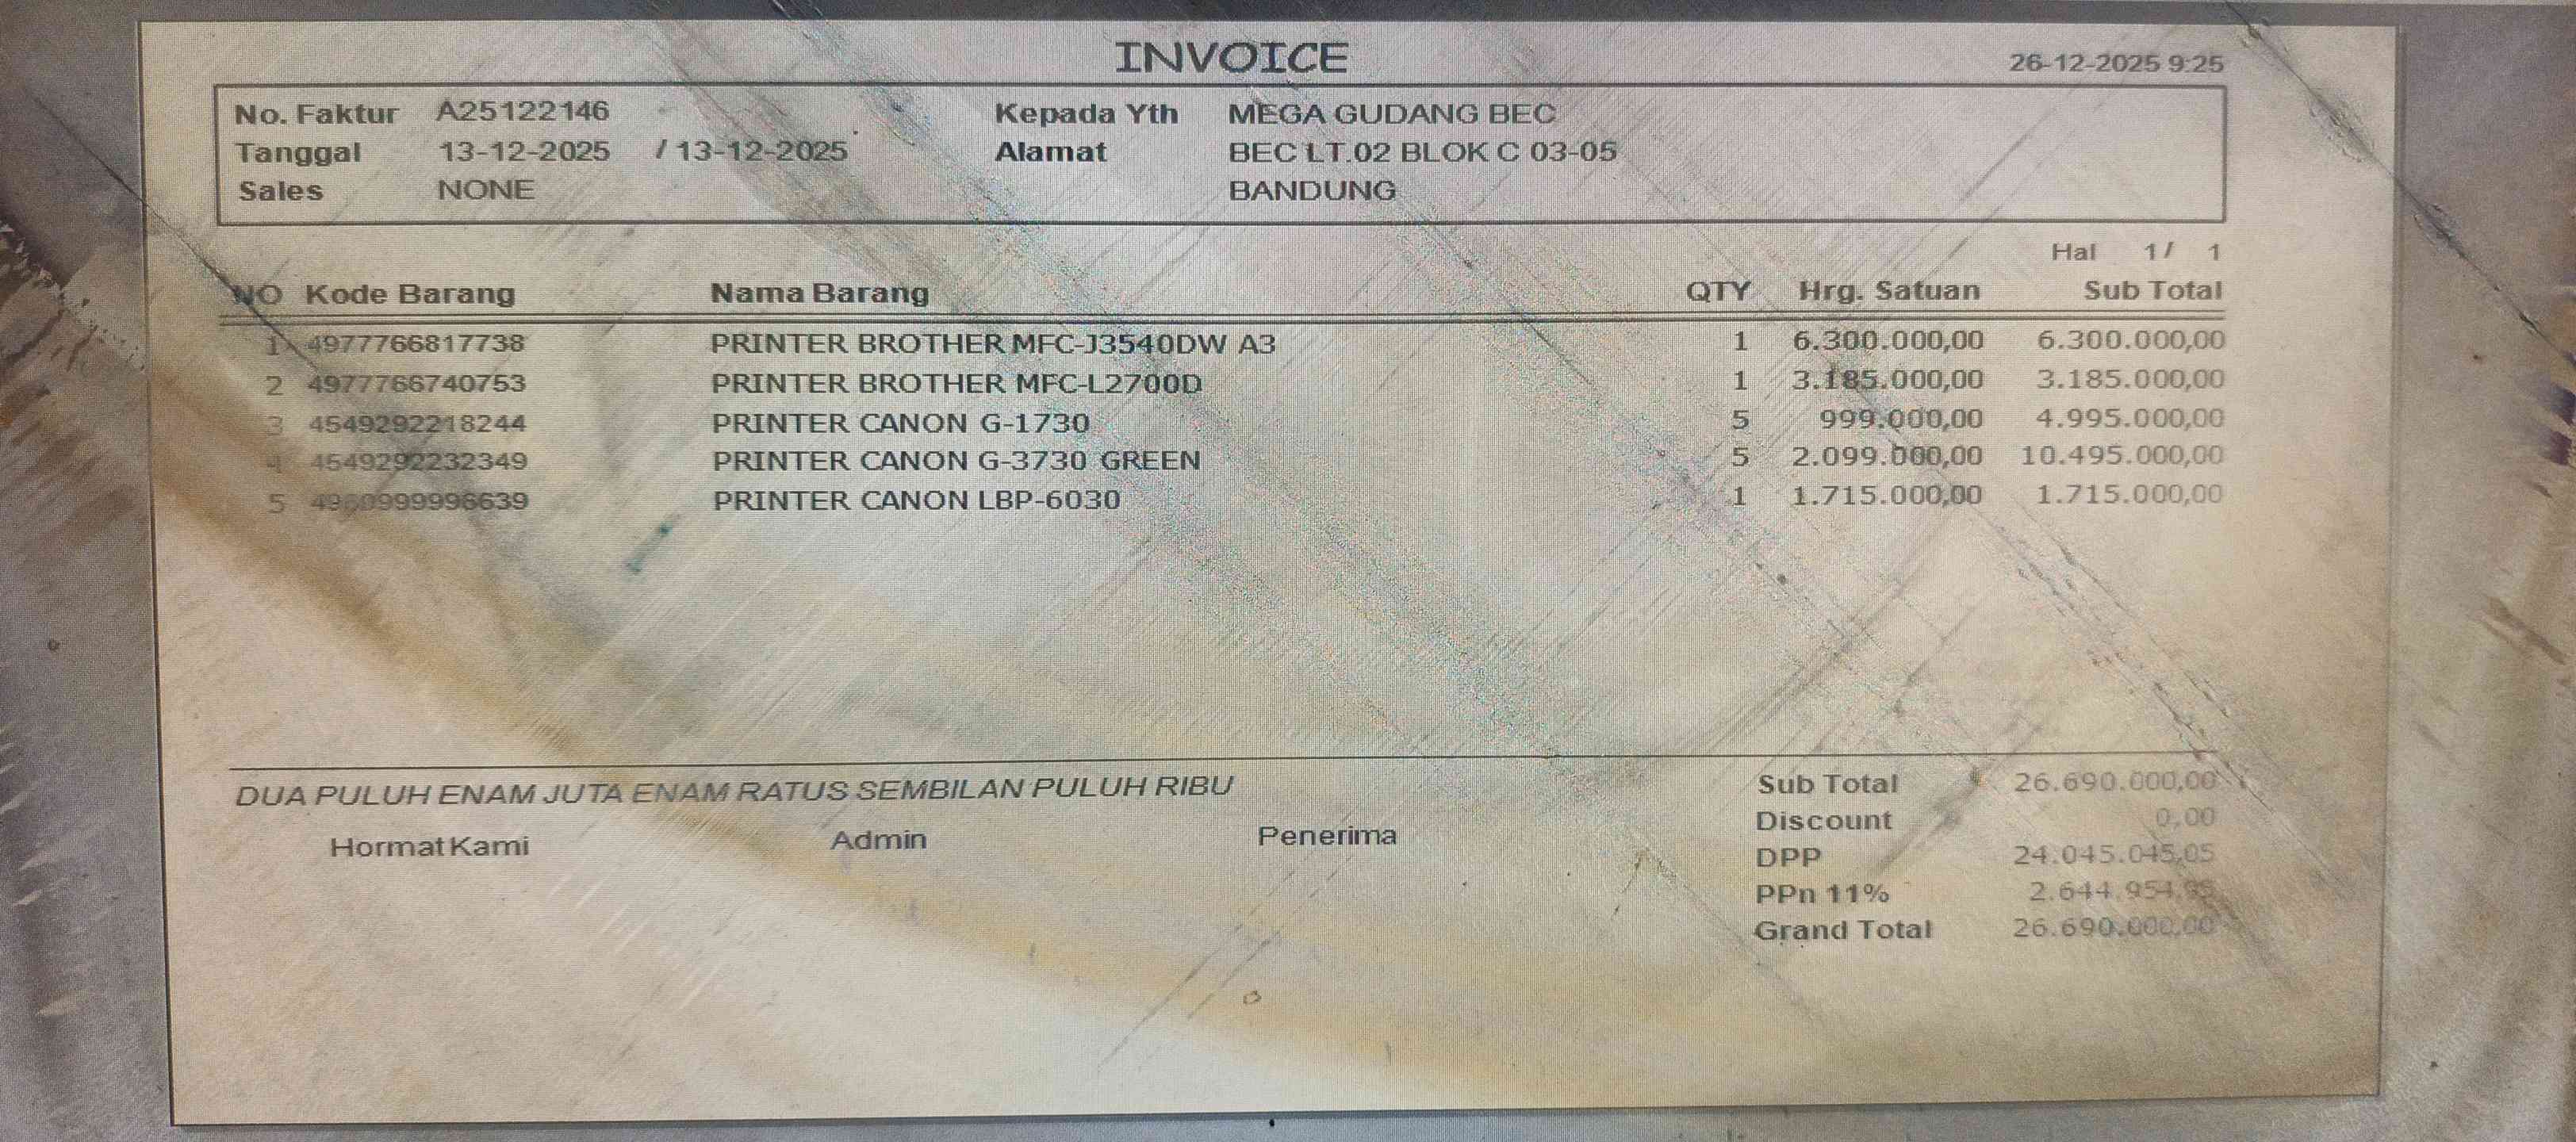 INVOICE
26-12-2025 9:25
No. Faktur A25122146 Kepada Yth MEGA GUDANG BEC
Tanggal 13-12-2025 / 13-12-2025 Alamat BEC LT.02 BLOK C 03-05
Sales NONE BANDUNG
Hal 1 / 1
NO Kode Barang Nama Barang QTY Hrg. Satuan Sub Total
1 4977766817738 PRINTER BROTHER MFC-J3540DW A3 1 6.300.000,00 6.300.000,00
2 4977766740753 PRINTER BROTHER MFC-L2700D 1 3.185.000,00 3.185.000,00
3 4549292218244 PRINTER CANON G-1730 5 999.000,00 4.995.000,00
4 4549292232349 PRINTER CANON G-3730 GREEN 5 2.099.000,00 10.495.000,00
5 PRINTER CANON LBP-6030 1 1.715.000,00 1.715.000,00
DUA PULUH ENAM JUTA ENAM RATUS SEMBILAN PULUH RIBU
Hormat Kami Admin Penerima
Sub Total 26.690.000,00
Discount 0,00
DPP 24.045.045,05
PPn 11%
Grand Total 26.690.000,00